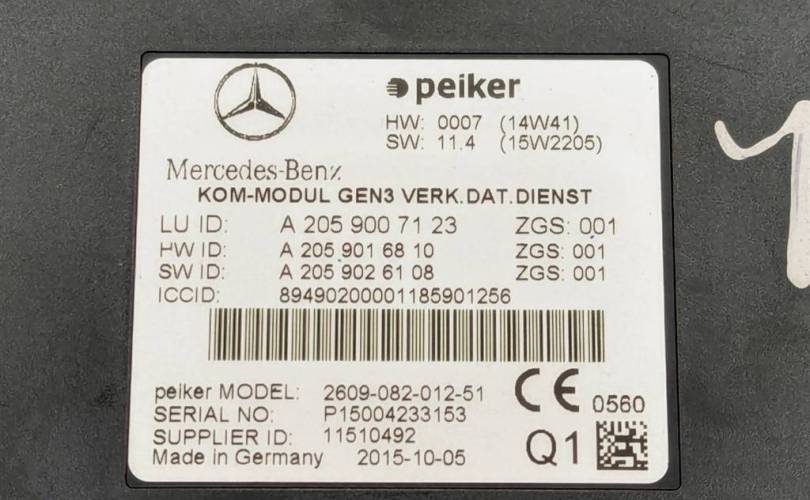 peiker
HW: 0007 (14W41)
SW: 11.4 (15W2205)
Mercedes-Benz
KOM-MODUL GEN3 VERK.DAT.DIENST
LU ID: A 205 900 71 23 ZGS: 001
HW ID: A 205 901 68 10 ZGS: 001
SW ID: A 205 902 61 08 ZGS: 001
ICCID: 89490200001185901256
peiker MODEL: 2609-082-012-51
SERIAL NO: P15004233153
SUPPLIER ID: 11510492
Made in Germany 2015-10-05
CE 0560
Q1